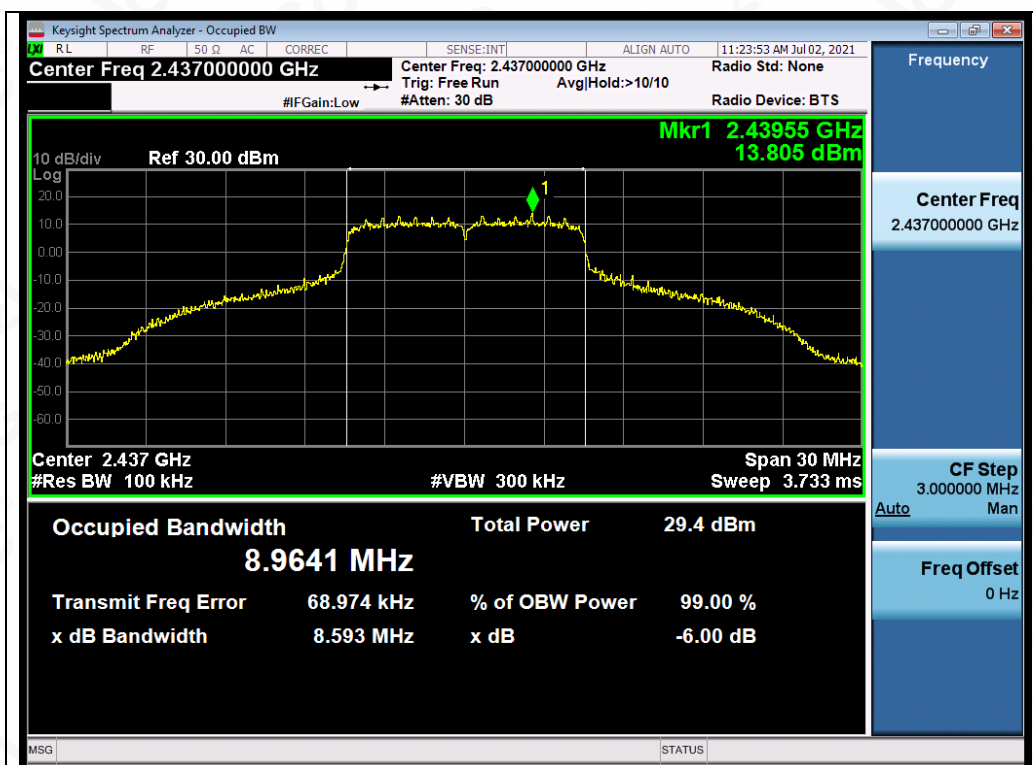 Keysight Spectrum Analyzer - Occupied BW
LXI RL RF 50 Ω AC CORREC SENSE:INT ALIGN AUTO 11:23:53 AM Jul 02, 2021
Center Freq 2.437000000 GHz Center Freq: 2.437000000 GHz Radio Std: None
Trig: Free Run Avg|Hold:>10/10
#IFGain:Low #Atten: 30 dB Radio Device: BTS
Frequency
Mkr1 2.43955 GHz
13.805 dBm
10 dB/div Ref 30.00 dBm
Log
20.0
10.0
0.00
-10.0
-20.0
-30.0
-40.0
-50.0
-60.0
1
Center 2.437 GHz Span 30 MHz
#Res BW 100 kHz #VBW 300 kHz Sweep 3.733 ms
Center Freq
2.437000000 GHz
CF Step
3.000000 MHz
Auto Man
Freq Offset
0 Hz
Occupied Bandwidth Total Power 29.4 dBm
8.9641 MHz
Transmit Freq Error 68.974 kHz % of OBW Power 99.00 %
x dB Bandwidth 8.593 MHz x dB -6.00 dB
MSG STATUS